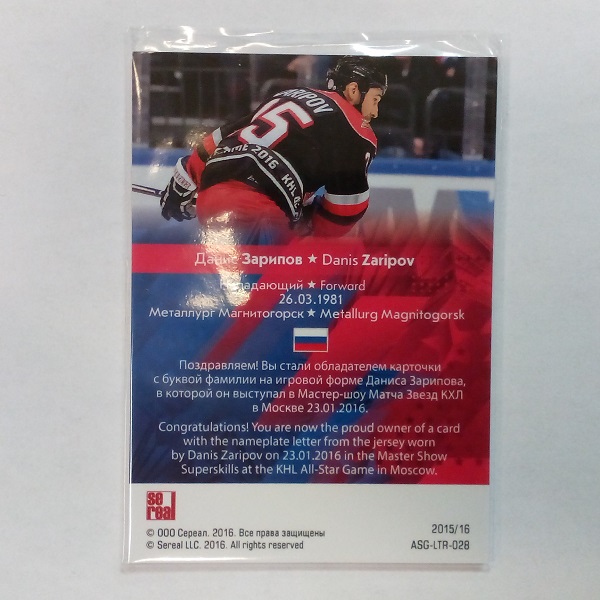 ZARIPOV
25
GAME 2016
KHL
Данис Зарипов ★ Danis Zaripov
Нападающий ★ Forward
26.03.1981
Металлург Магнитогорск ★ Metallurg Magnitogorsk
Поздравляем! Вы стали обладателем карточки
с буквой фамилии на игровой форме Даниса Зарипова,
в которой он выступал в Мастер-шоу Матча Звезд КХЛ
в Москве 23.01.2016.
Congratulations! You are now the proud owner of a card
with the nameplate letter from the jersey worn
by Danis Zaripov on 23.01.2016 in the Master Show
Superskills at the KHL All-Star Game in Moscow.
se
real
© ООО Сереал. 2016. Все права защищены
© Sereal LLC. 2016. All rights reserved
2015/16
ASG-LTR-028